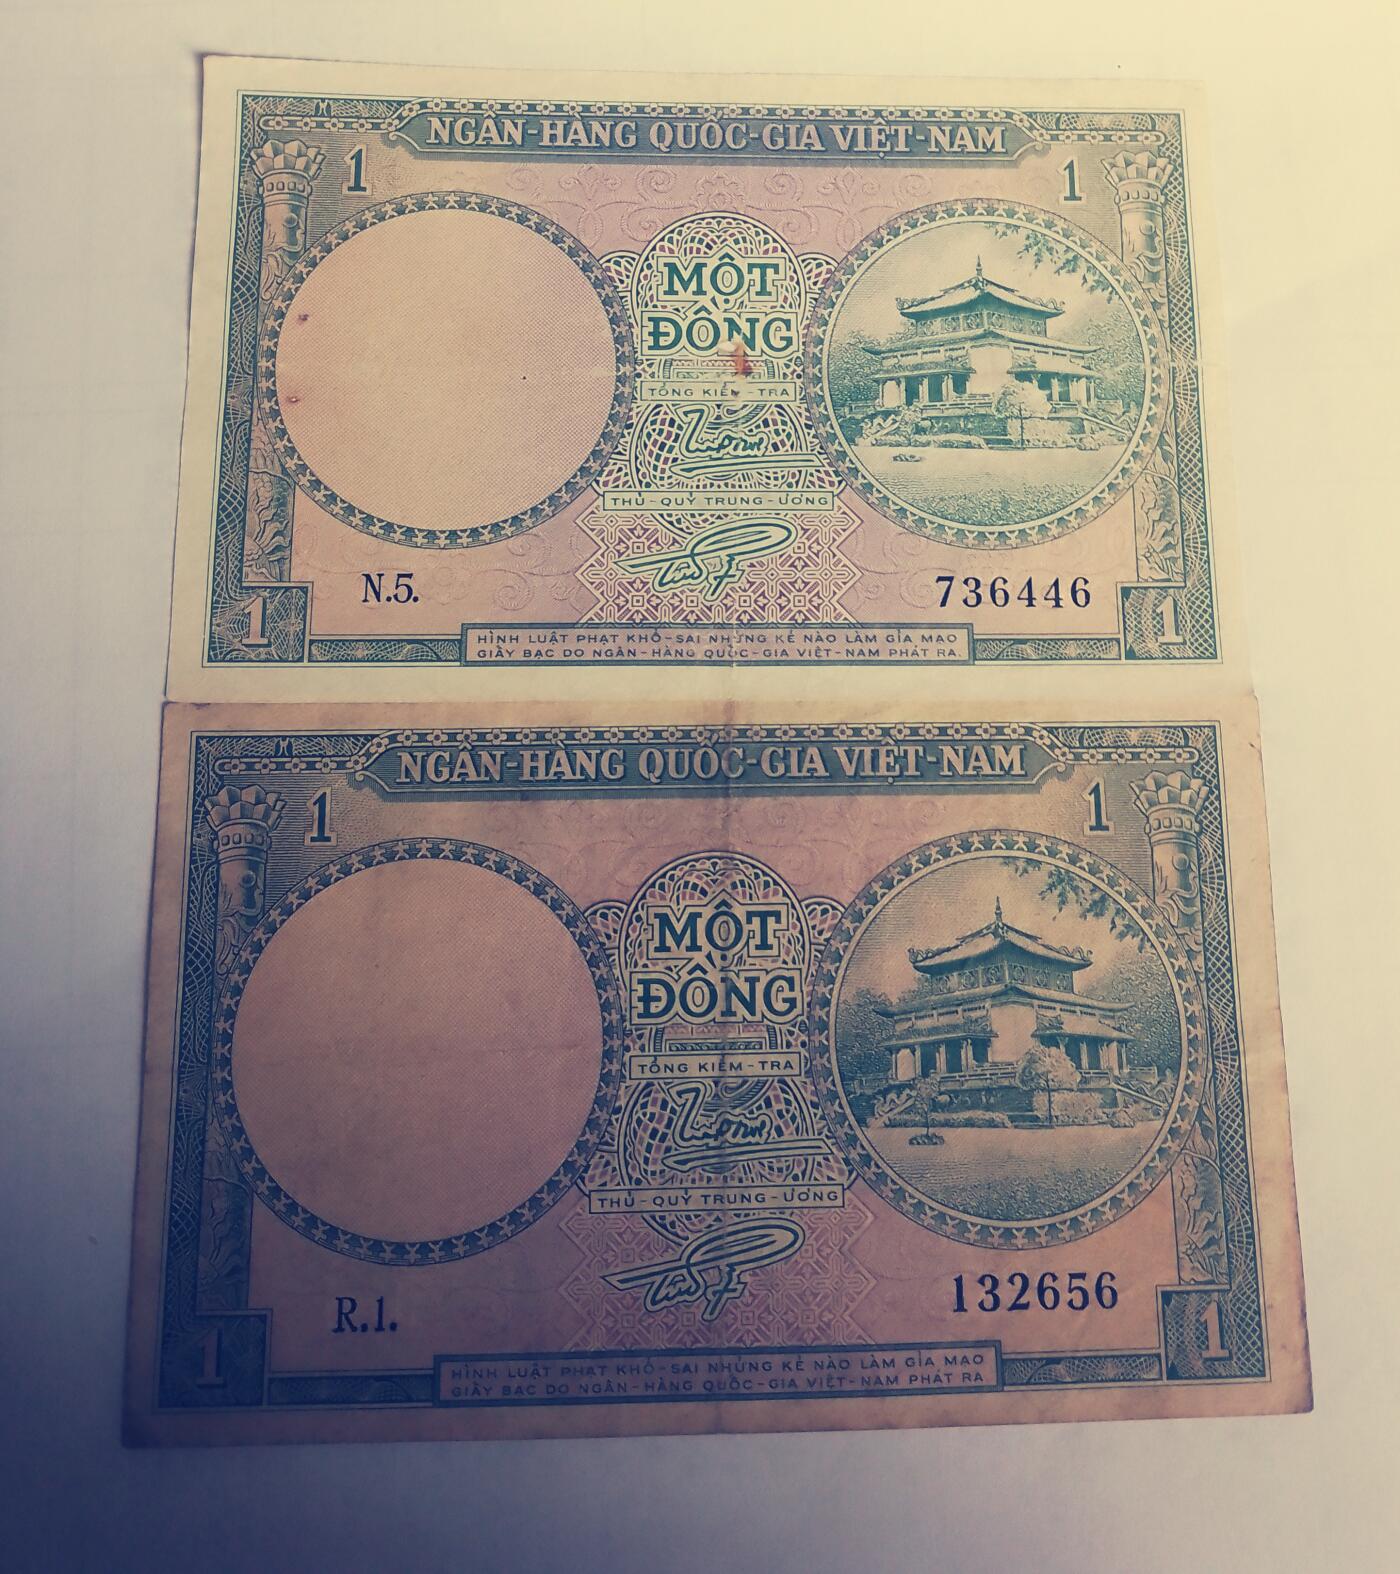 NGÂN-HÀNG QUỐC-GIA VIỆT-NAM
1 1
MỘT
ĐỒNG
TỔNG KIỂM-TRA
THỦ-QUỸ TRUNG-ƯƠNG
N.5. 736446
1 1
HÌNH LUẬT PHẠT KHỔ-SAI NHỮNG KẺ NÀO LÀM GIẢ MẠO
GIẤY BẠC DO NGÂN-HÀNG QUỐC-GIA VIỆT-NAM PHÁT RA.
NGÂN-HÀNG QUỐC-GIA VIỆT-NAM
1 1
MỘT
ĐỒNG
TỔNG KIỂM-TRA
THỦ-QUỸ TRUNG-ƯƠNG
R.1. 132656
1 1
HÌNH LUẬT PHẠT KHỔ-SAI NHỮNG KẺ NÀO LÀM GIẢ MẠO
GIẤY BẠC DO NGÂN-HÀNG QUỐC-GIA VIỆT-NAM PHÁT RA